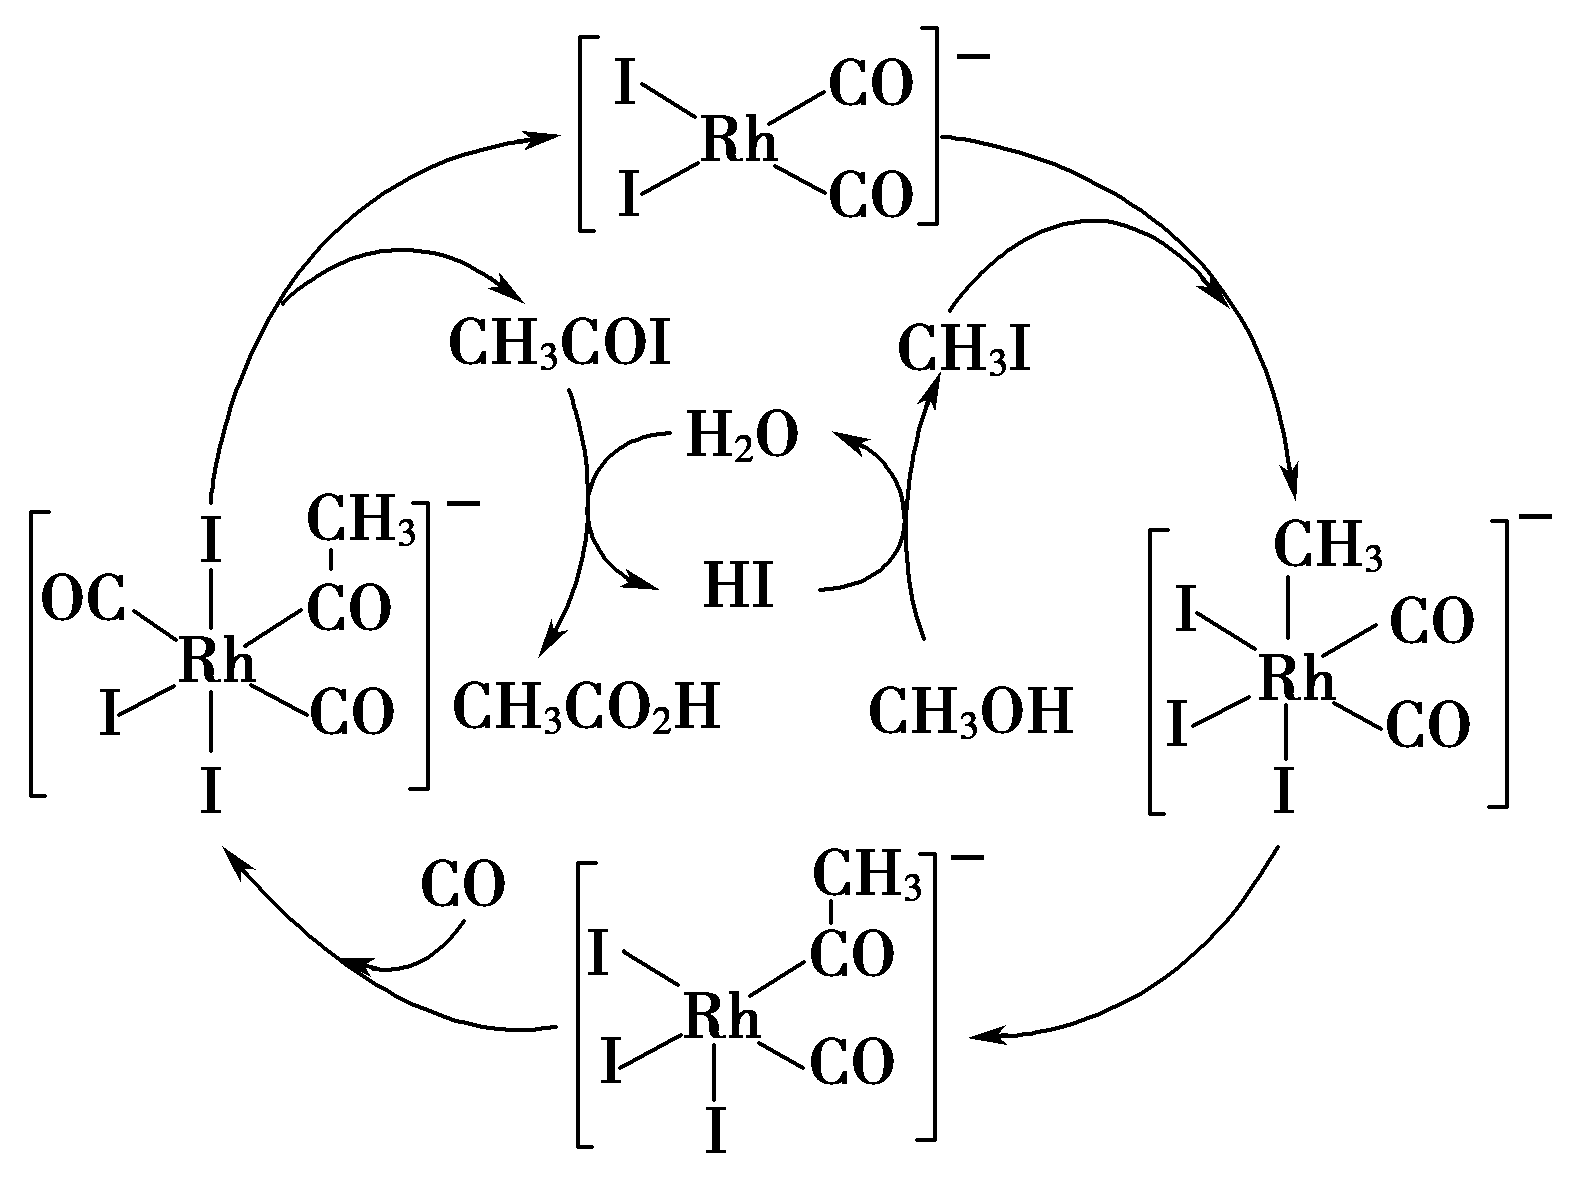 [I I Rh CO CO]−
CH₃COI
CH₃I
H₂O
HI
CH₃CO₂H
CH₃OH
[OC I I I Rh CH₃ CO CO]−
[CH₃ I I I Rh CO CO]−
CO
[I I I Rh CH₃ CO CO]−